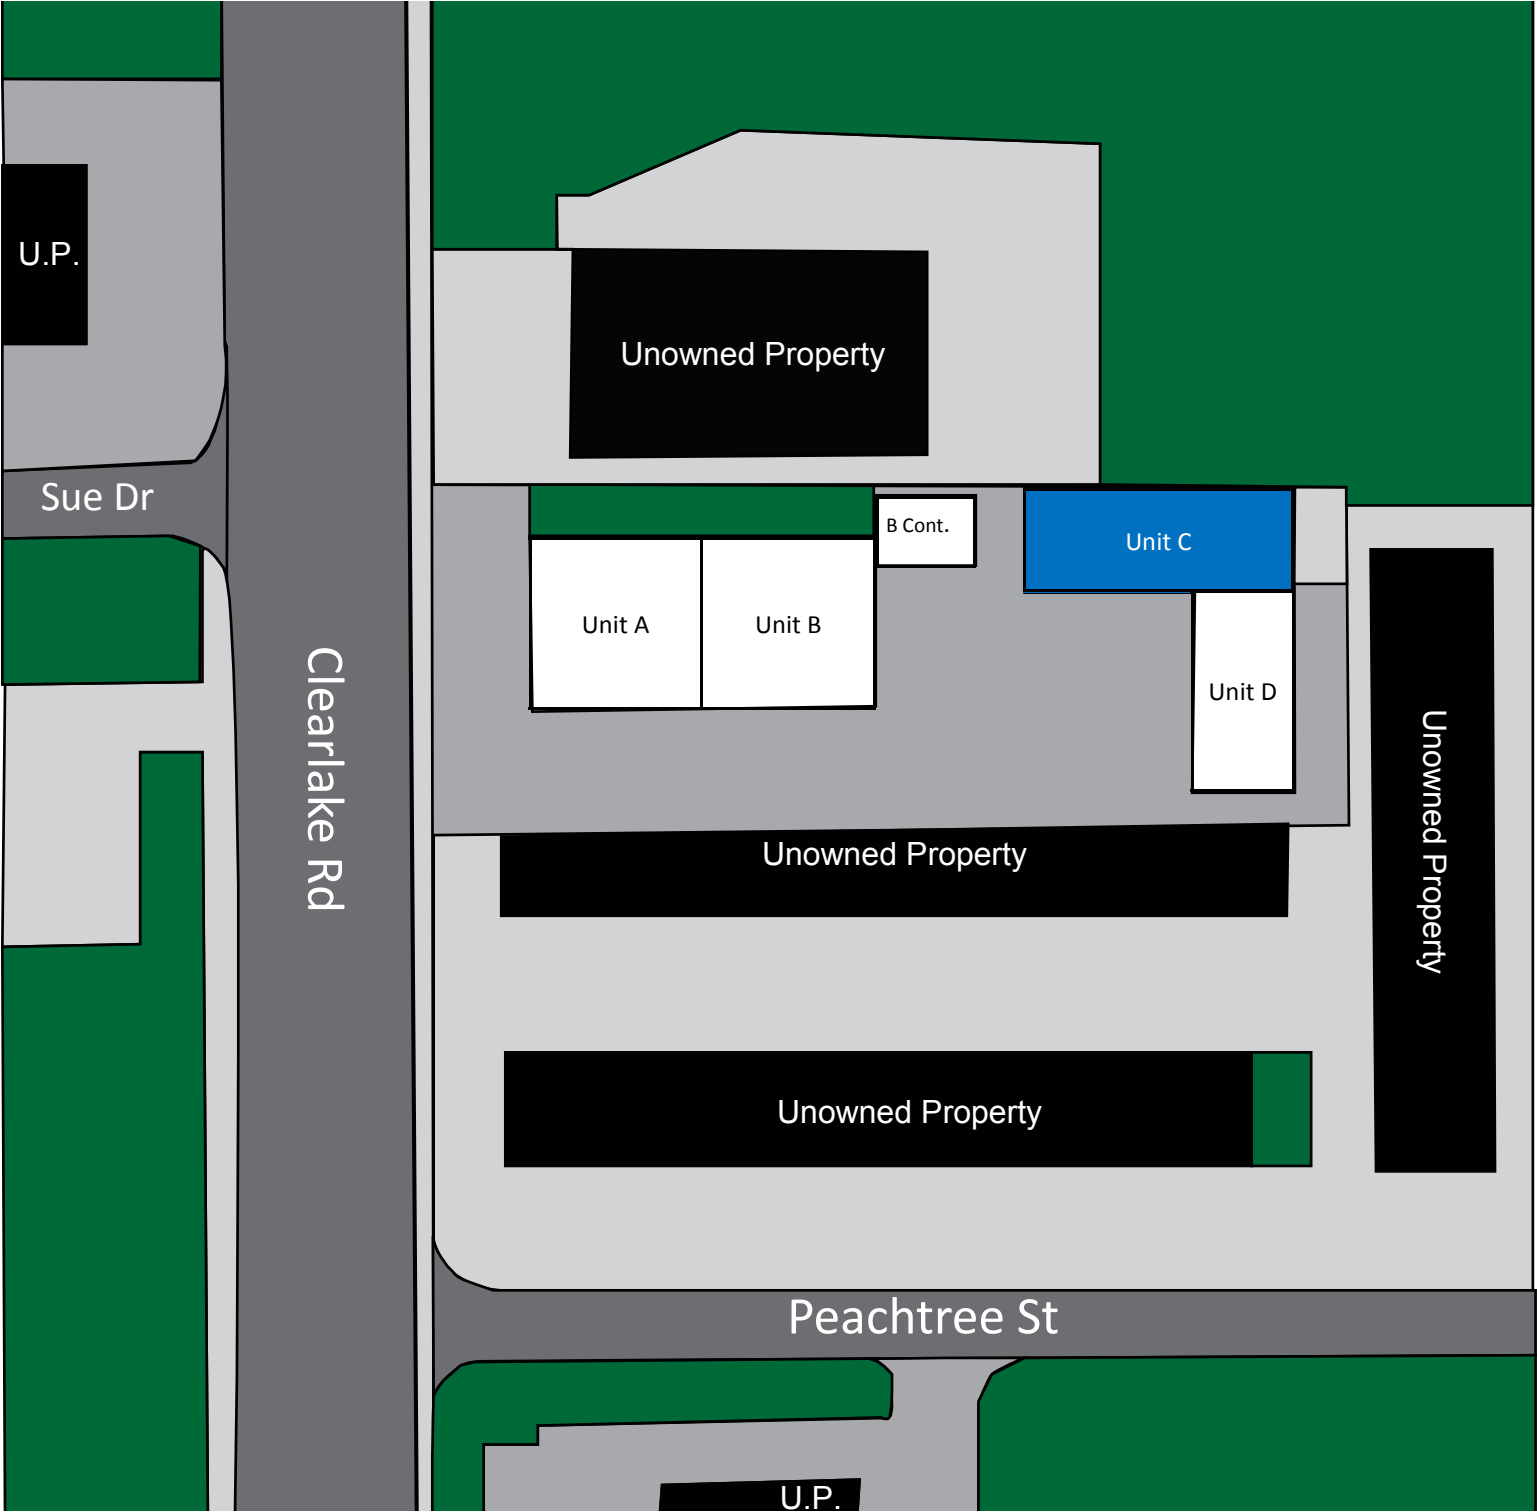 U.P.
Unowned Property
Sue Dr
B Cont.
Unit C
Unit A
Unit B
Unit D
Clearlake Rd
Unowned Property
Unowned Property
Unowned Property
Peachtree St
U.P.